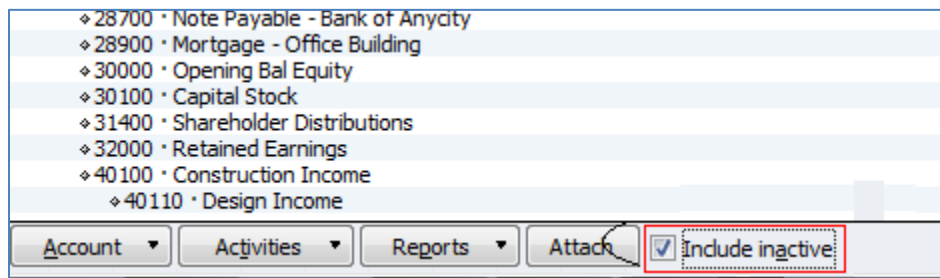 28700 · Note Payable - Bank of Anycity
28900 · Mortgage - Office Building
30000 · Opening Bal Equity
30100 · Capital Stock
31400 · Shareholder Distributions
32000 · Retained Earnings
40100 · Construction Income
40110 · Design Income
Account Activities Reports Attach Include inactive